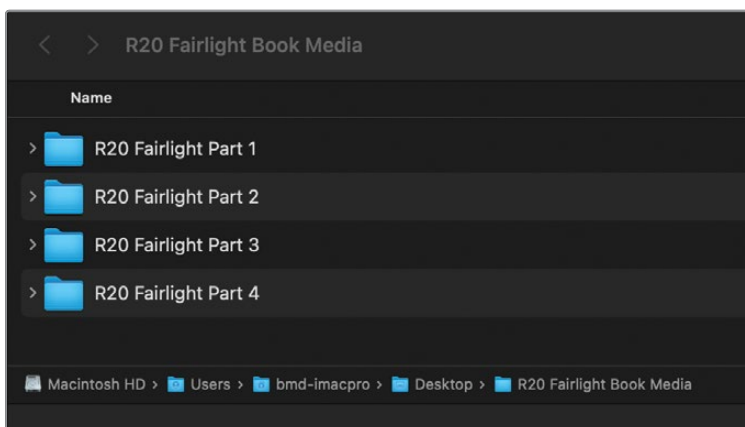 R20 Fairlight Book Media
Name
R20 Fairlight Part 1
R20 Fairlight Part 2
R20 Fairlight Part 3
R20 Fairlight Part 4
Macintosh HD › Users › bmd-imacpro › Desktop › R20 Fairlight Book Media